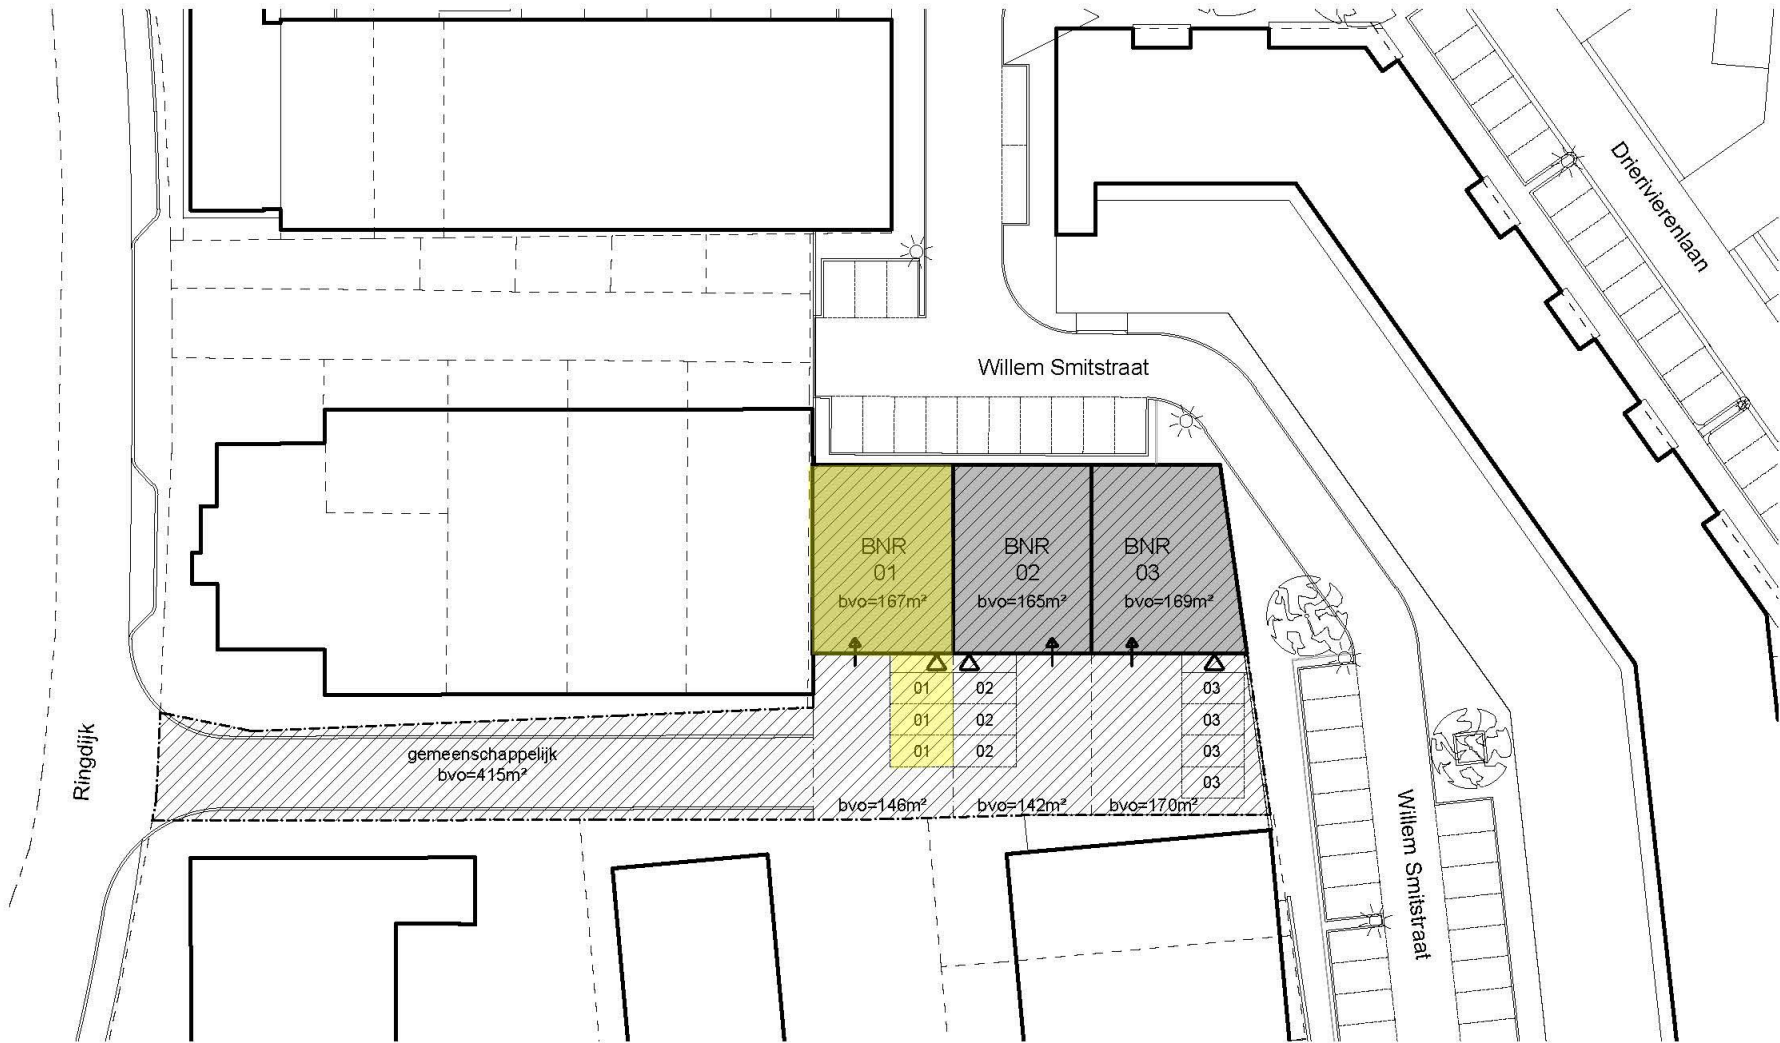 Drierivierenlaan
Willem Smitstraat
BNR
01
bvo=167m²
BNR
02
bvo=165m²
BNR
03
bvo=169m²
01
02
03
01
02
03
01
02
03
03
gemeenschappelijk
bvo=415m²
bvo=146m²
bvo=142m²
bvo=170m²
Ringdijk
Willem Smitstraat